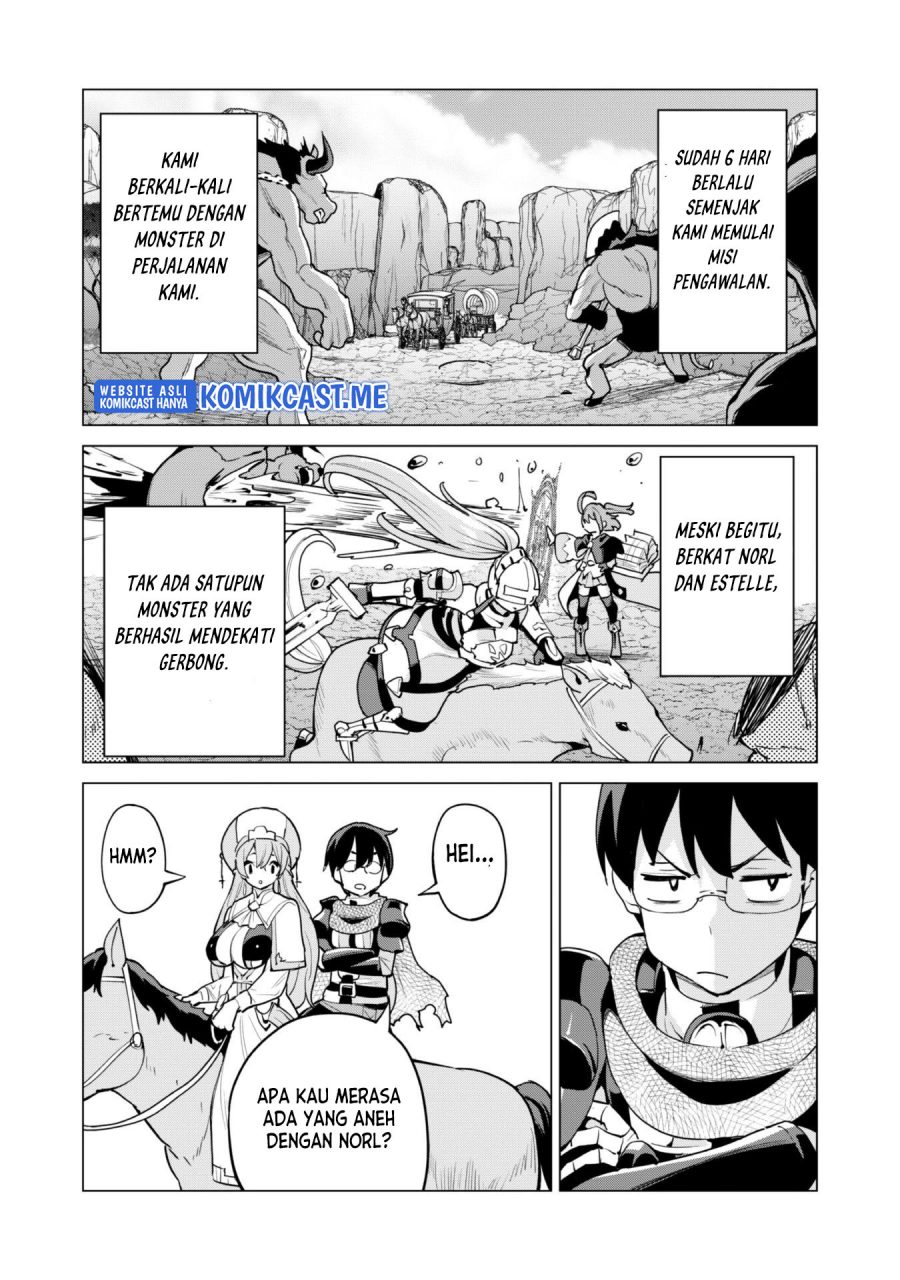 SUDAH 6 HARI
BERLALU
SEMENJAK
KAMI MEMULAI
MISI
PENGAWALAN.
KAMI
BERKALI-KALI
BERTEMU DENGAN
MONSTER DI
PERJALANAN
KAMI.
WEBSITE ASLI
KOMIKCAST HANYA
KOMIKCAST.ME
MESKI BEGITU,
BERKAT NORL
DAN ESTELLE,
TAK ADA SATUPUN
MONSTER YANG
BERHASIL MENDEKATI
GERBONG.
HEI...
HMM?
APA KAU MERASA
ADA YANG ANEH
DENGAN NORL?